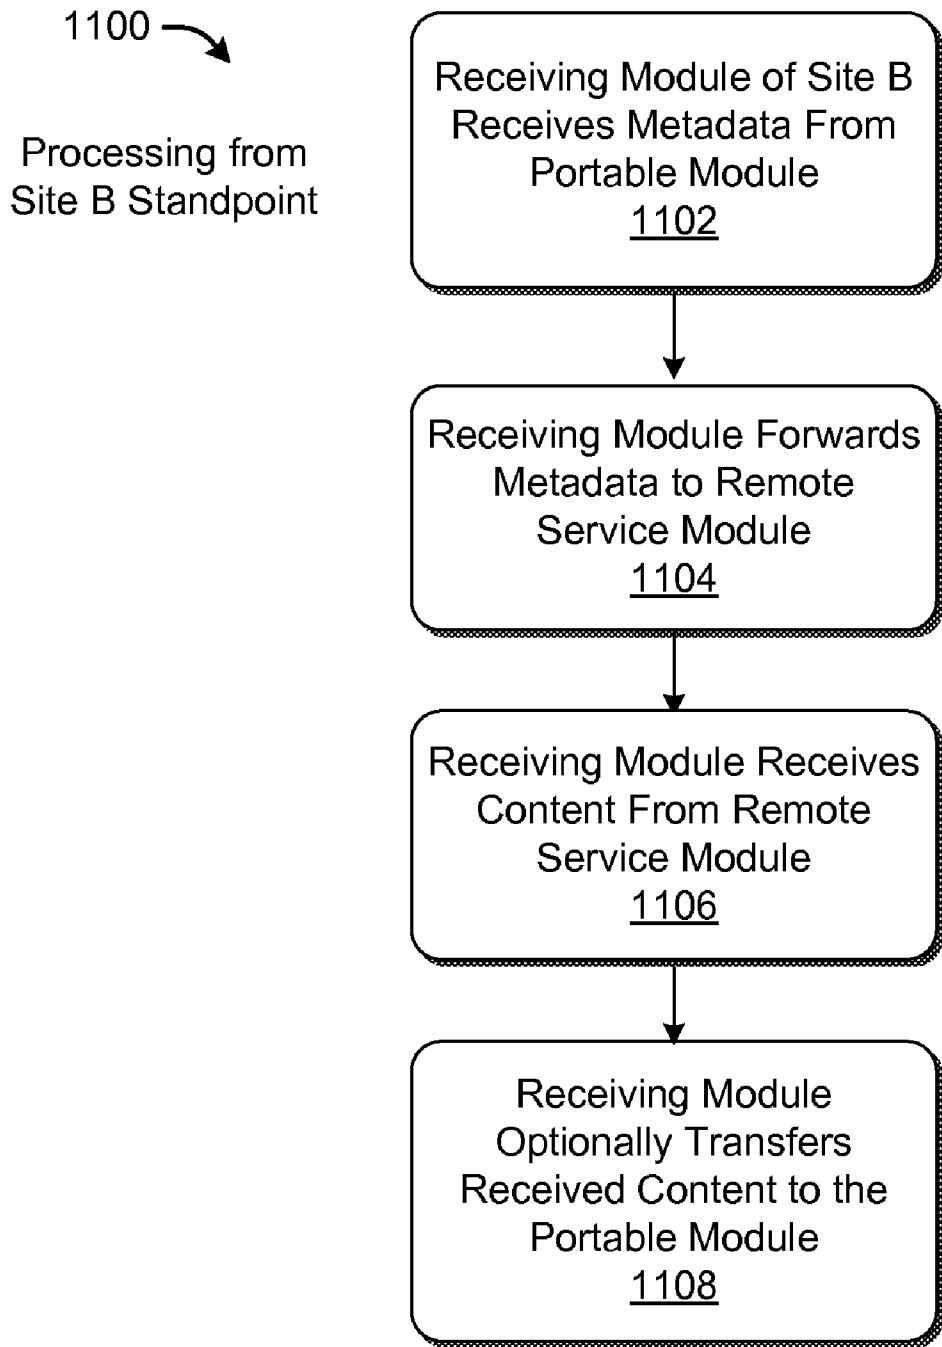 1100
Processing from
Site B Standpoint
Receiving Module of Site B
Receives Metadata From
Portable Module
1102
Receiving Module Forwards
Metadata to Remote
Service Module
1104
Receiving Module Receives
Content From Remote
Service Module
1106
Receiving Module
Optionally Transfers
Received Content to the
Portable Module
1108